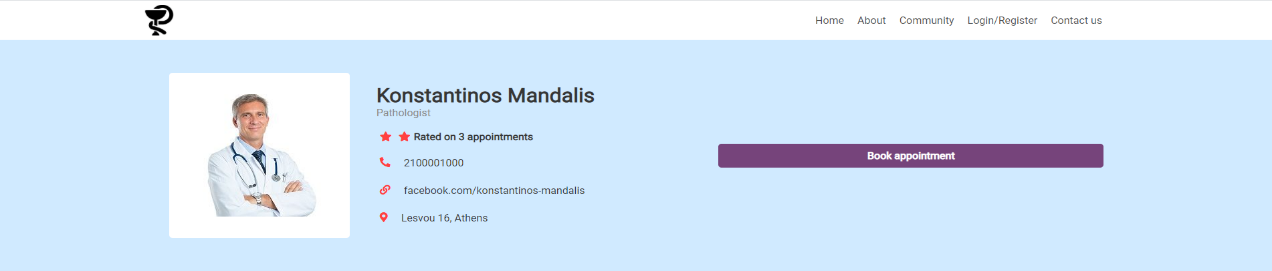 Home About Community Login/Register Contact us
Konstantinos Mandalis
Pathologist
Rated on 3 appointments
2100001000
facebook.com/konstantinos-mandalis
Lesvou 16, Athens
Book appointment